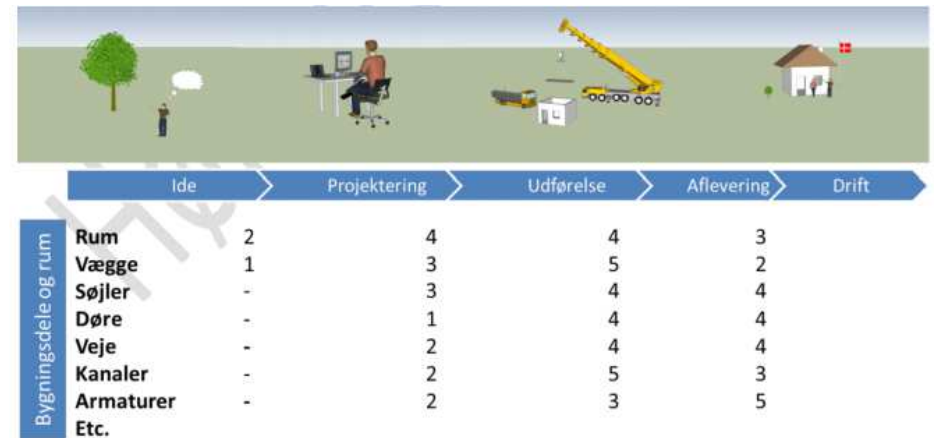 Ide Projektering Udførelse Aflevering Drift
Bygningsdele og rum
Rum 2 4 4 3
Vægge 1 3 5 2
Søjler - 3 4 4
Døre - 1 4 4
Veje - 2 4 4
Kanaler - 2 5 3
Armaturer - 2 3 5
Etc.